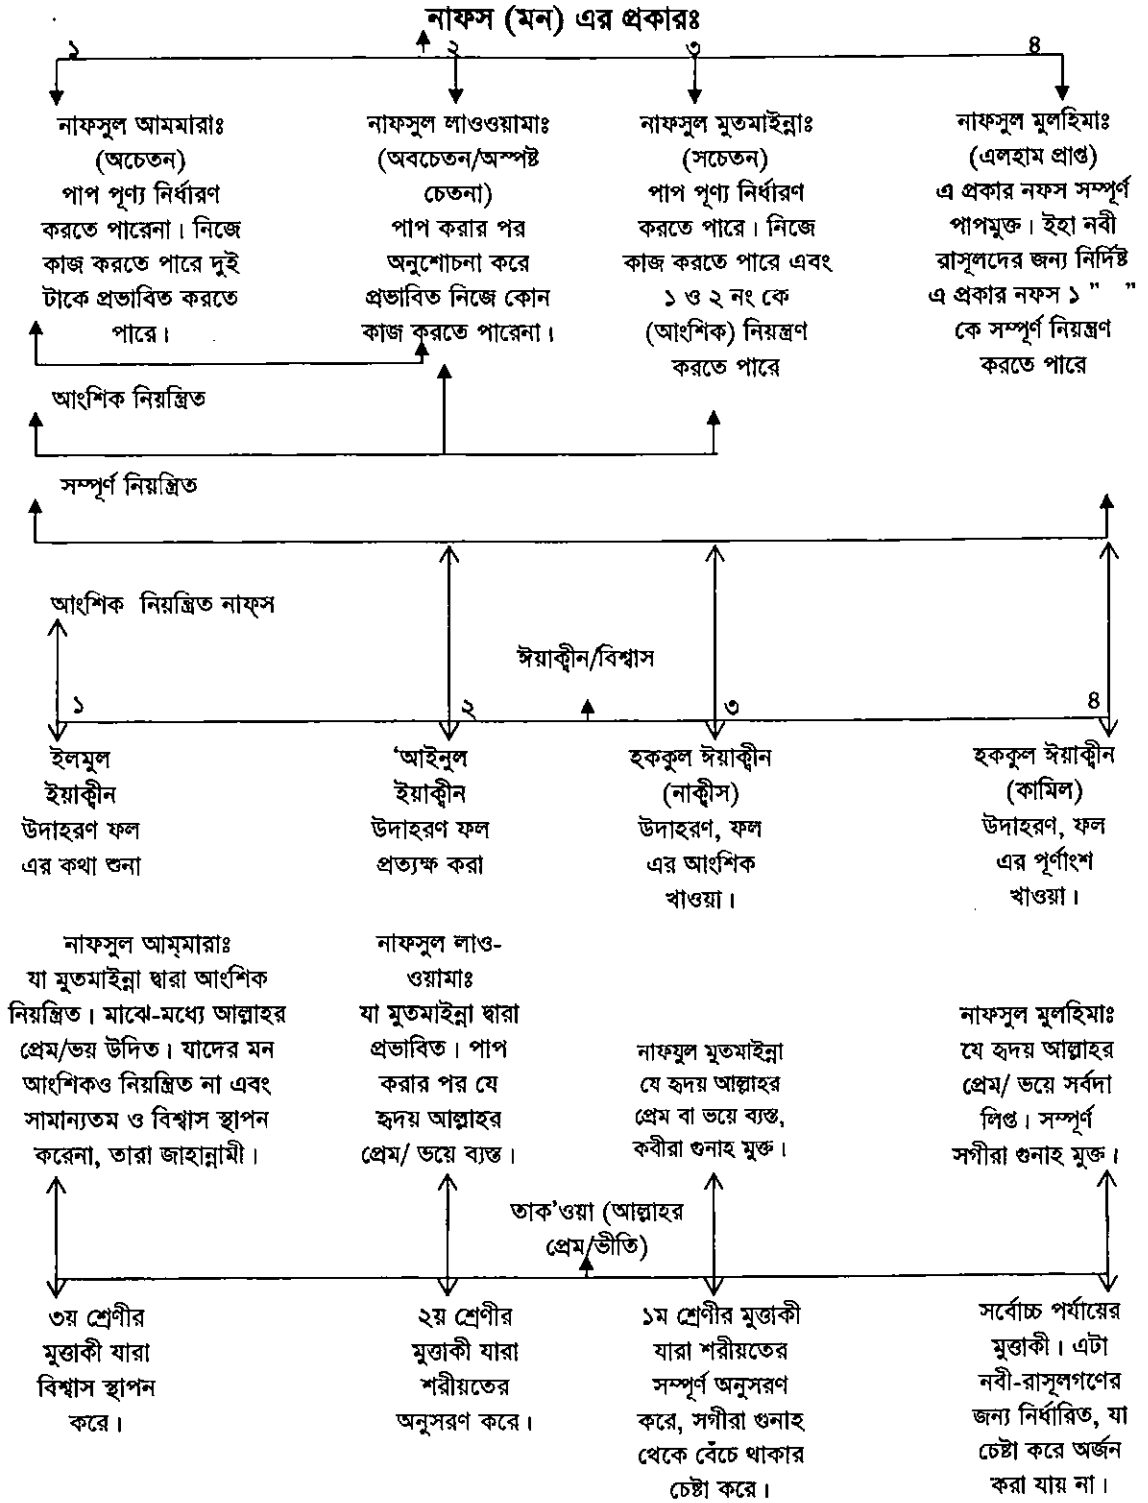 নাফস (মন) এর প্রকারঃ
১
২
৩
৪
নাফসুল আমমারাঃ
(অচেতন)
পাপ পূণ্য নির্ধারণ
করতে পারেনা। নিজে
কাজ করতে পারে দুই
টাকে প্রভাবিত করতে
পারে।
নাফসুল লাওওয়ামাঃ
(অবচেতন/অস্পষ্ট
চেতনা)
পাপ করার পর
অনুশোচনা করে
প্রভাবিত নিজে কোন
কাজ করতে পারেনা।
নাফসুল মুতমাইন্নাঃ
(সচেতন)
পাপ পূণ্য নির্ধারণ
করতে পারে। নিজে
কাজ করতে পারে এবং
১ ও ২ নং কে
(আংশিক) নিয়ন্ত্রণ
করতে পারে
নাফসুল মুলহিমাঃ
(এলহাম প্রাপ্ত)
এ প্রকার নফস সম্পূর্ণ
পাপমুক্ত। ইহা নবী
রাসূলদের জন্য নির্দিষ্ট
এ প্রকার নফস ১ " "
কে সম্পূর্ণ নিয়ন্ত্রণ
করতে পারে
আংশিক নিয়ন্ত্রিত
সম্পূর্ণ নিয়ন্ত্রিত
আংশিক নিয়ন্ত্রিত নাফ্স
ঈয়াক্বীন/বিশ্বাস
১
২
৩
৪
ইলমুল
ইয়াক্বীন
উদাহরণ ফল
এর কথা শুনা
‘আইনুল
ইয়াক্বীন
উদাহরণ ফল
প্রত্যক্ষ করা
হককুল ঈয়াক্বীন
(নাক্বীস)
উদাহরণ, ফল
এর আংশিক
খাওয়া।
হককুল ঈয়াক্বীন
(কামিল)
উদাহরণ, ফল
এর পূর্ণাংশ
খাওয়া।
নাফসুল আম্মারাঃ
যা মুতমাইন্না দ্বারা আংশিক
নিয়ন্ত্রিত। মাঝে-মধ্যে আল্লাহর
প্রেম/ভয় উদিত। যাদের মন
আংশিকও নিয়ন্ত্রিত না এবং
সামান্যতম ও বিশ্বাস স্থাপন
করেনা, তারা জাহান্নামী।
নাফসুল লাও-
ওয়ামাঃ
যা মুতমাইন্না দ্বারা
প্রভাবিত। পাপ
করার পর যে
হৃদয় আল্লাহর
প্রেম/ ভয়ে ব্যস্ত।
নাফযুল মুতমাইন্না
যে হৃদয় আল্লাহর
প্রেম বা ভয়ে ব্যস্ত,
কবীরা গুনাহ মুক্ত।
নাফসুল মুলহিমাঃ
যে হৃদয় আল্লাহর
প্রেম/ ভয়ে সর্বদা
লিপ্ত। সম্পূর্ণ
সগীরা গুনাহ মুক্ত।
তাক’ওয়া (আল্লাহর
প্রেম/ভীতি)
৩য় শ্রেণীর
মুত্তাকী যারা
বিশ্বাস স্থাপন
করে।
২য় শ্রেণীর
মুত্তাকী যারা
শরীয়তের
অনুসরণ করে।
১ম শ্রেণীর মুত্তাকী
যারা শরীয়তের
সম্পূর্ণ অনুসরণ
করে, সগীরা গুনাহ
থেকে বেঁচে থাকার
চেষ্টা করে।
সর্বোচ্চ পর্যায়ের
মুত্তাকী। এটা
নবী-রাসূলগণের
জন্য নির্ধারিত, যা
চেষ্টা করে অর্জন
করা যায় না।